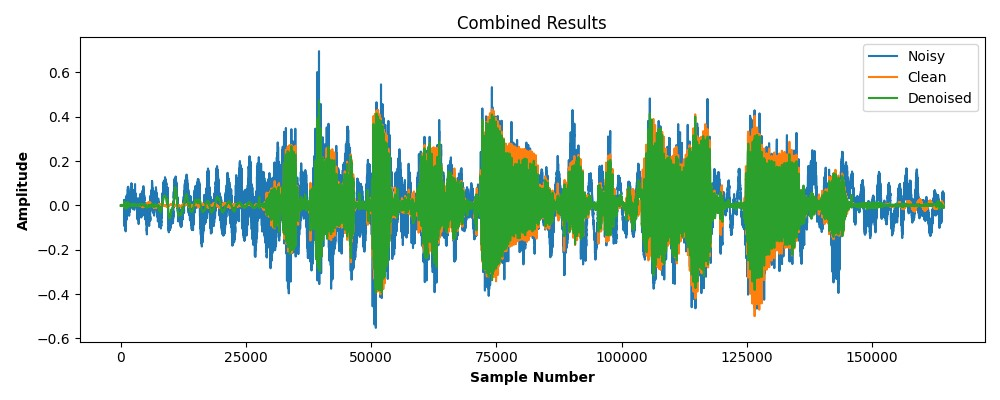 Combined Results
Noisy
Clean
Denoised
Amplitude
0.6
0.4
0.2
0.0
−0.2
−0.4
−0.6
0 25000 50000 75000 100000 125000 150000
Sample Number